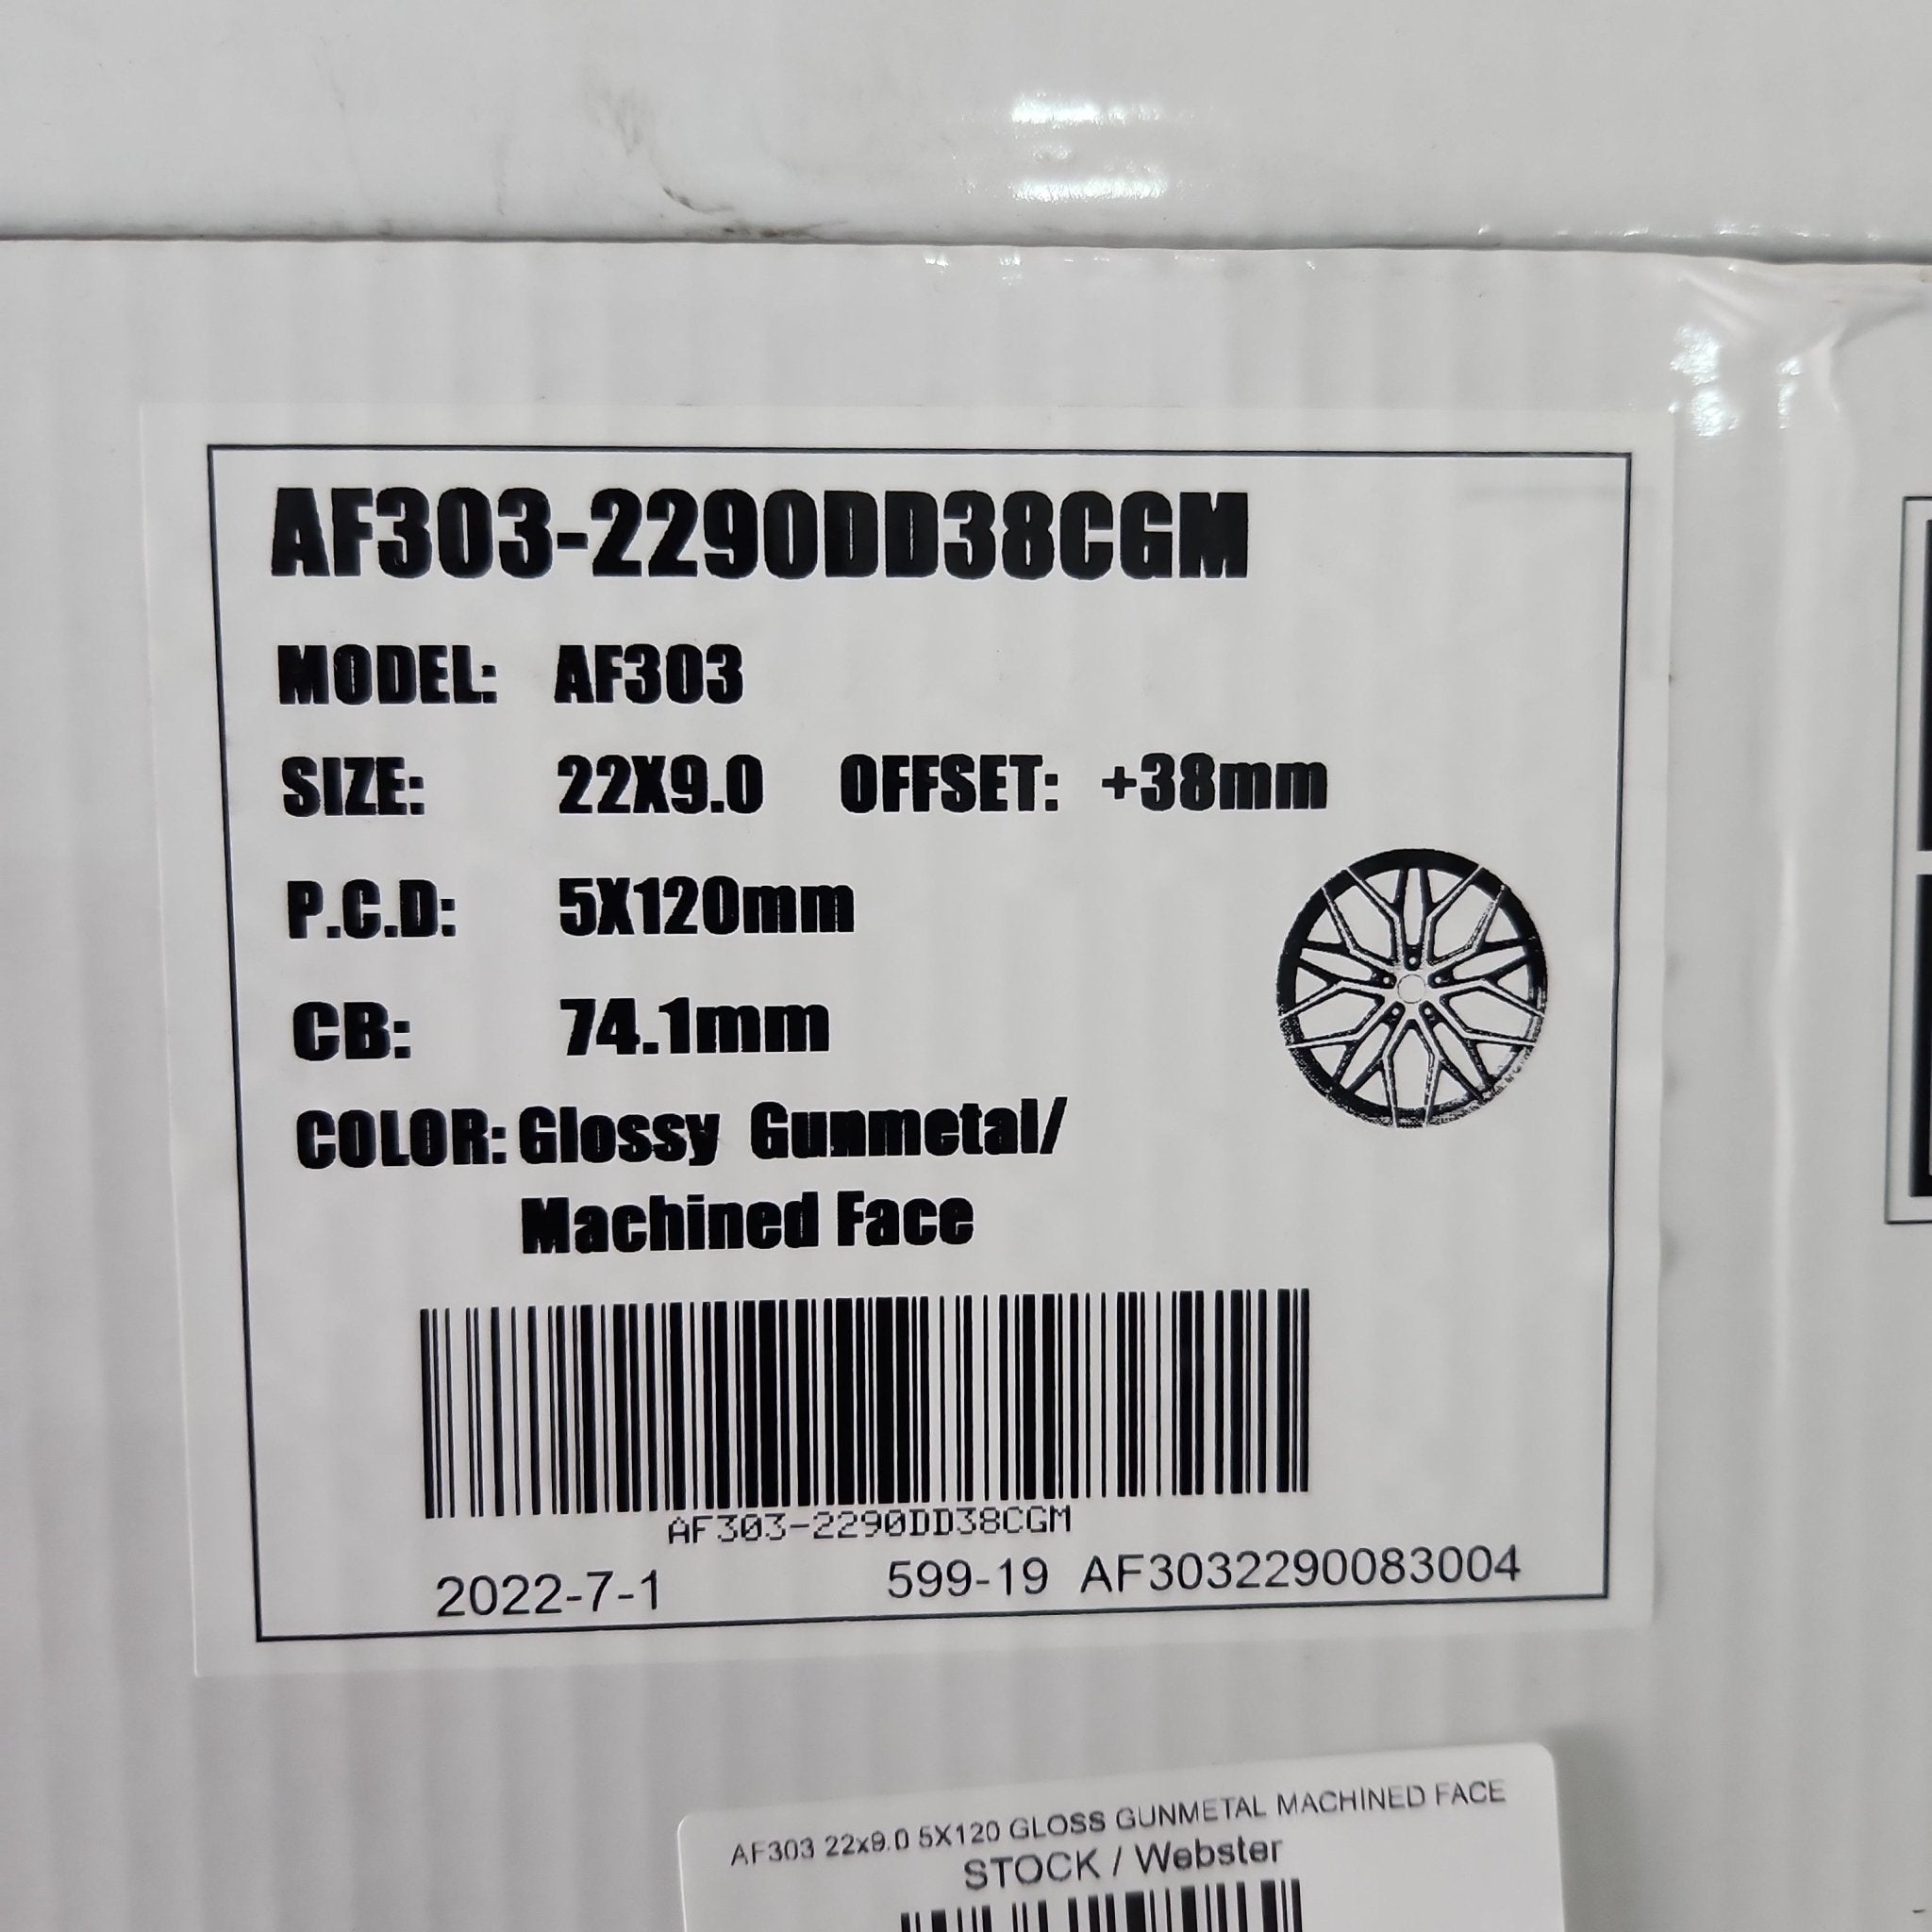 AF303-2290DD38CGM
MODEL: AF303
SIZE: 22X9.0 OFFSET: +38mm
P.C.D: 5X120mm
CB: 74.1mm
COLOR: Glossy Gunmetal/
Machined Face
AF303-2290DD38CGM
2022-7-1 599-19 AF3032290083004
AF303 22x9.0 5X120 GLOSS GUNMETAL MACHINED FACE
STOCK / Webster